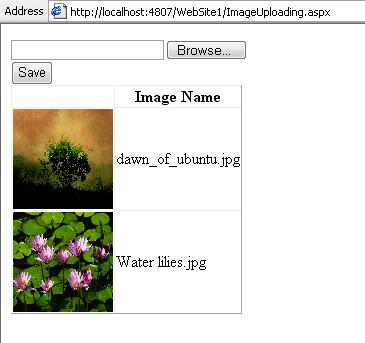 Address http://localhost:4807/WebSite1/ImageUploading.aspx
Browse...
Save
Image Name
dawn_of_ubuntu.jpg
Water lilies.jpg